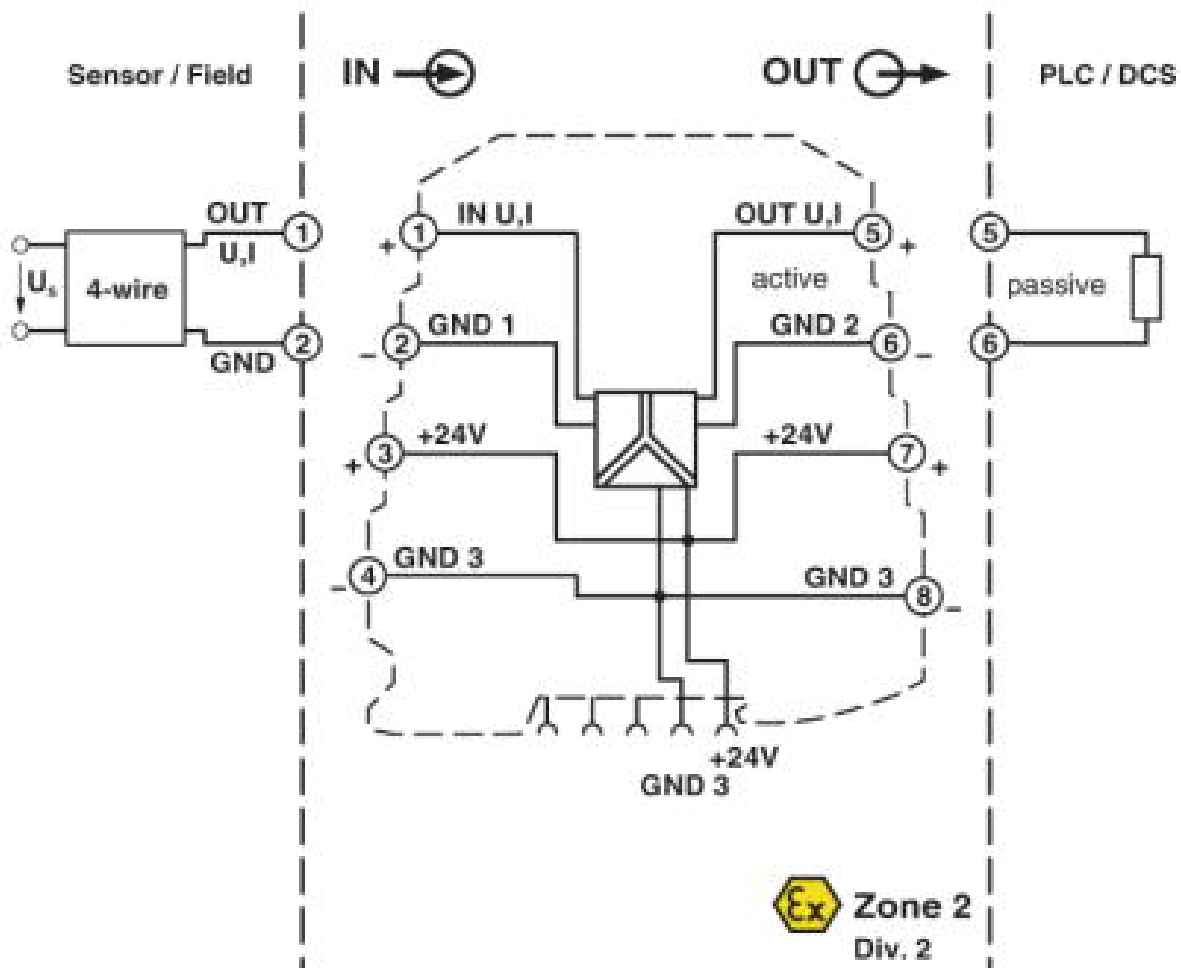 Sensor / Field
IN
OUT
PLC / DCS
OUT
U,I
1
4-wire
Us
GND
2
+ 1 IN U,I
OUT U,I 5 +
active
- 2 GND 1
GND 2 6 -
5
passive
6
+ 3 +24V
+24V 7 +
- 4 GND 3
GND 3 8 -
+24V
GND 3
Ex Zone 2
Div. 2